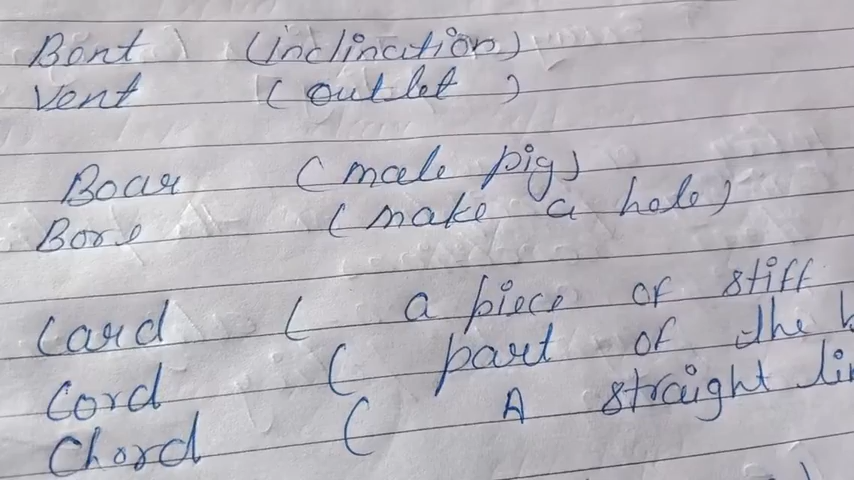 Bent (inclination)
Vent (outlet)
Boar (male pig)
Bore (make a hole)
Card ( a piece of stiff
Cord ( part of the
Chord ( A straight